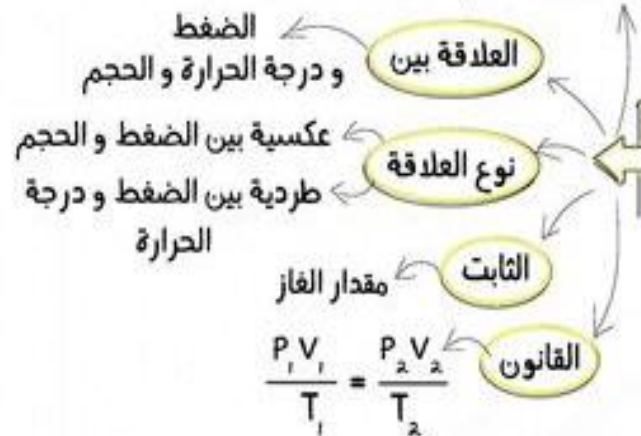 العلاقة بين
الضغط
و درجة الحرارة و الحجم
نوع العلاقة
عكسية بين الضغط و الحجم
طردية بين الضغط و درجة
الحرارة
الثابت
مقدار الغاز
القانون
P₁V₁ / T₁ = P₂V₂ / T₂